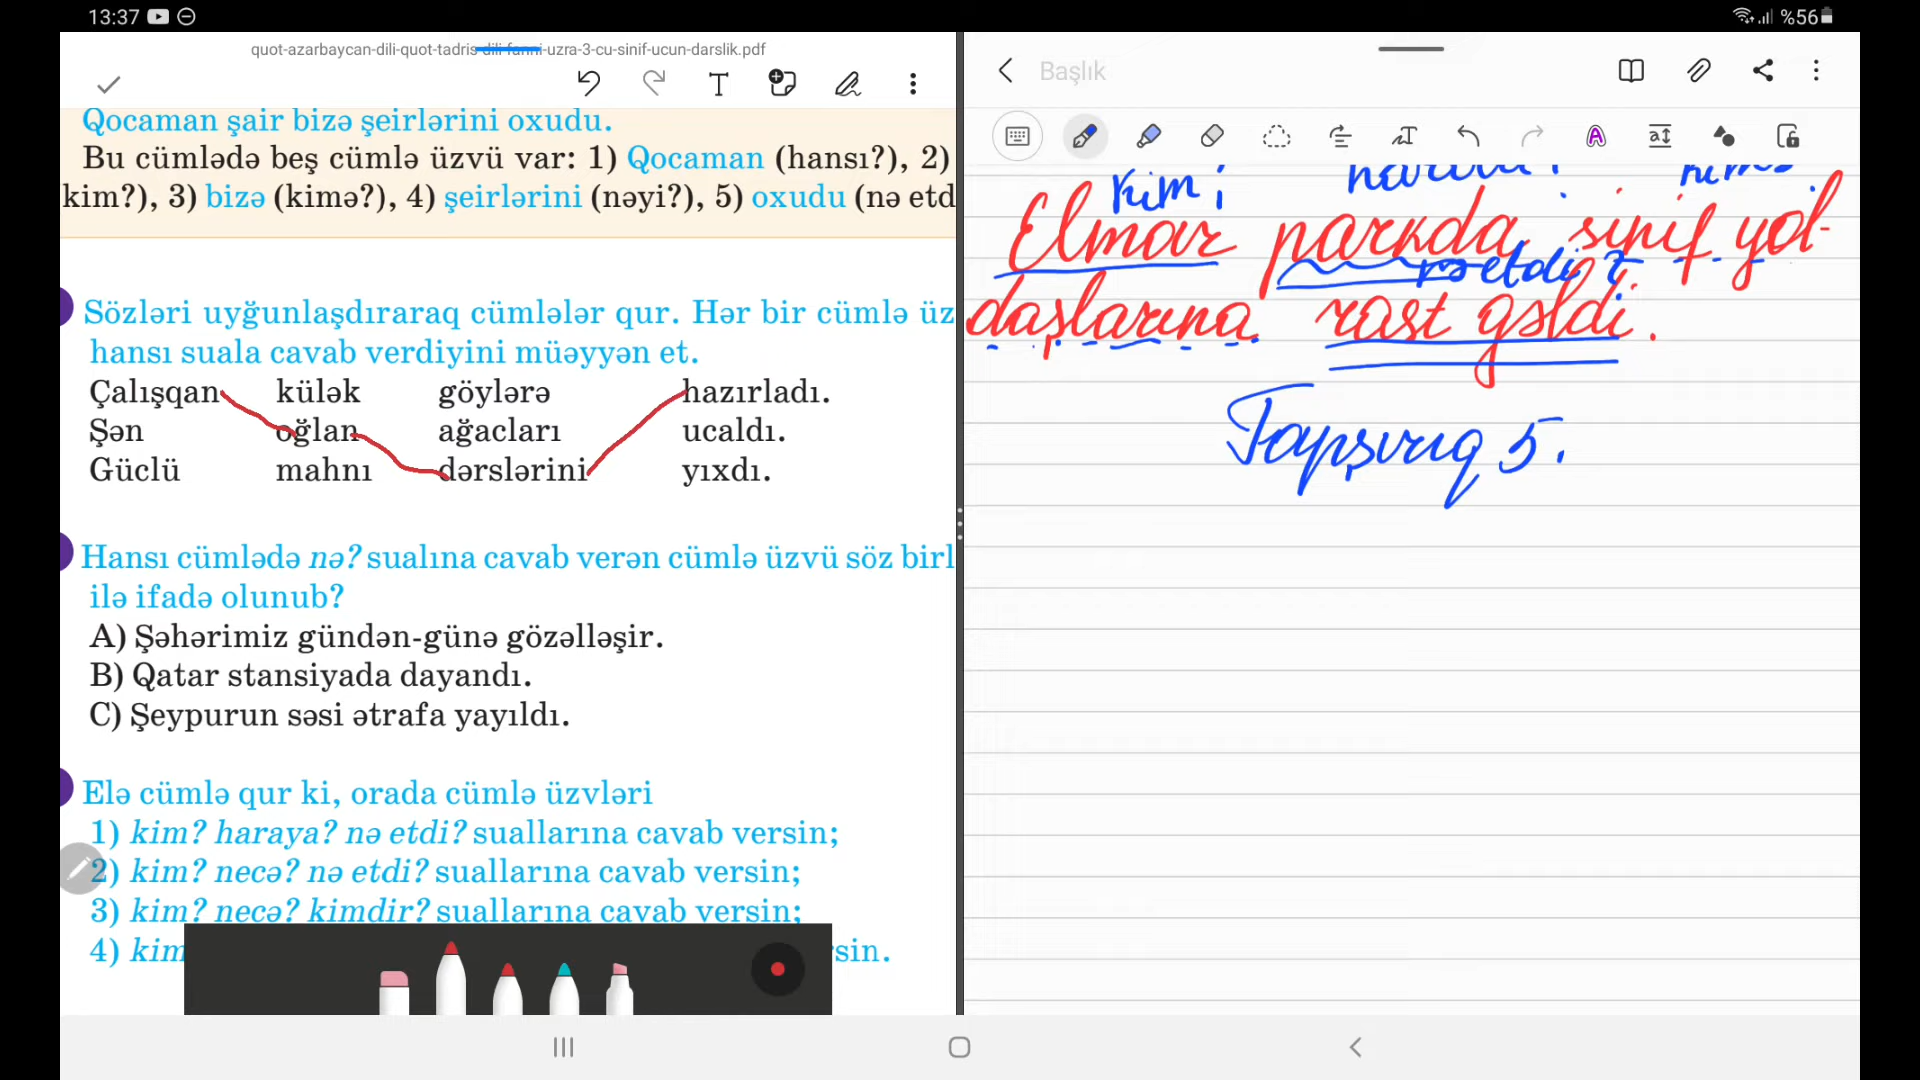 13:37
%56
quot-azarbaycan-dili-quot-tadris-dili-fanni-uzra-3-cu-sinif-ucun-darslik.pdf
Qocaman şair bizə şeirlərini oxudu.
Bu cümlədə beş cümlə üzvü var: 1) Qocaman (hansı?), 2)
kim?), 3) bizə (kimə?), 4) şeirlərini (nəyi?), 5) oxudu (nə etd
Sözləri uyğunlaşdıraraq cümlələr qur. Hər bir cümlə üz
hansı suala cavab verdiyini müəyyən et.
Çalışqan külək göylərə hazırladı.
Şən oğlan ağacları ucaldı.
Güclü mahnı dərslərini yıxdı.
Hansı cümlədə nə? sualına cavab verən cümlə üzvü söz birl
ilə ifadə olunub?
A) Şəhərimiz gündən-günə gözəlləşir.
B) Qatar stansiyada dayandı.
C) Şeypurun səsi ətrafa yayıldı.
Elə cümlə qur ki, orada cümlə üzvləri
1) kim? haraya? nə etdi? suallarına cavab versin;
2) kim? necə? nə etdi? suallarına cavab versin;
3) kim? necə? kimdir? suallarına cavab versin;
4) kim
sin.
Başlık
kim?
Elmar parkda sinif yol-
nə etdi?
daşlarına rast gəldi.
Tapşırıq 5.